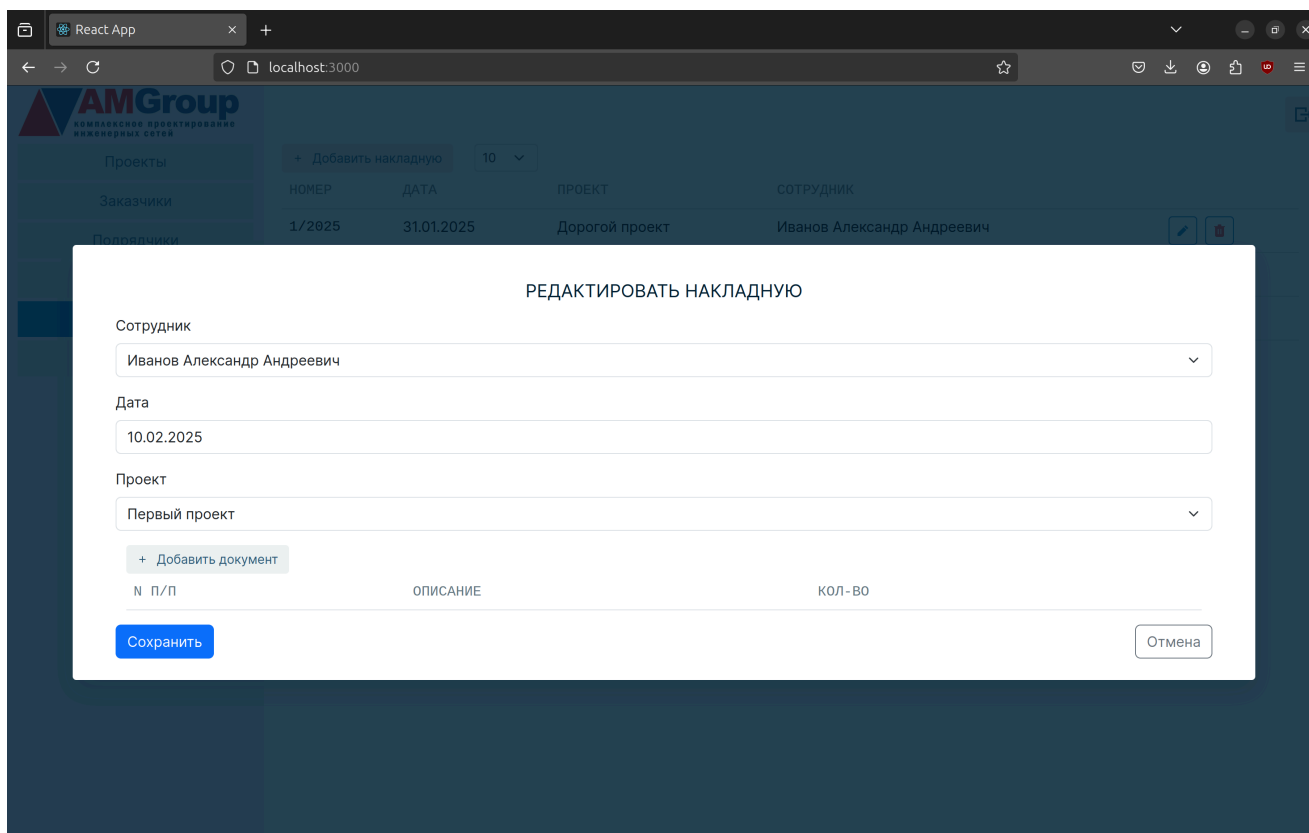 React App
localhost:3000
AMGroup
комплексное проектирование
инженерных сетей
Проекты
Заказчики
Подрядчики
+ Добавить накладную 10
НОМЕР ДАТА ПРОЕКТ СОТРУДНИК
1/2025 31.01.2025 Дорогой проект Иванов Александр Андреевич
РЕДАКТИРОВАТЬ НАКЛАДНУЮ
Сотрудник
Иванов Александр Андреевич
Дата
10.02.2025
Проект
Первый проект
+ Добавить документ
N П/П ОПИСАНИЕ КОЛ-ВО
Сохранить Отмена